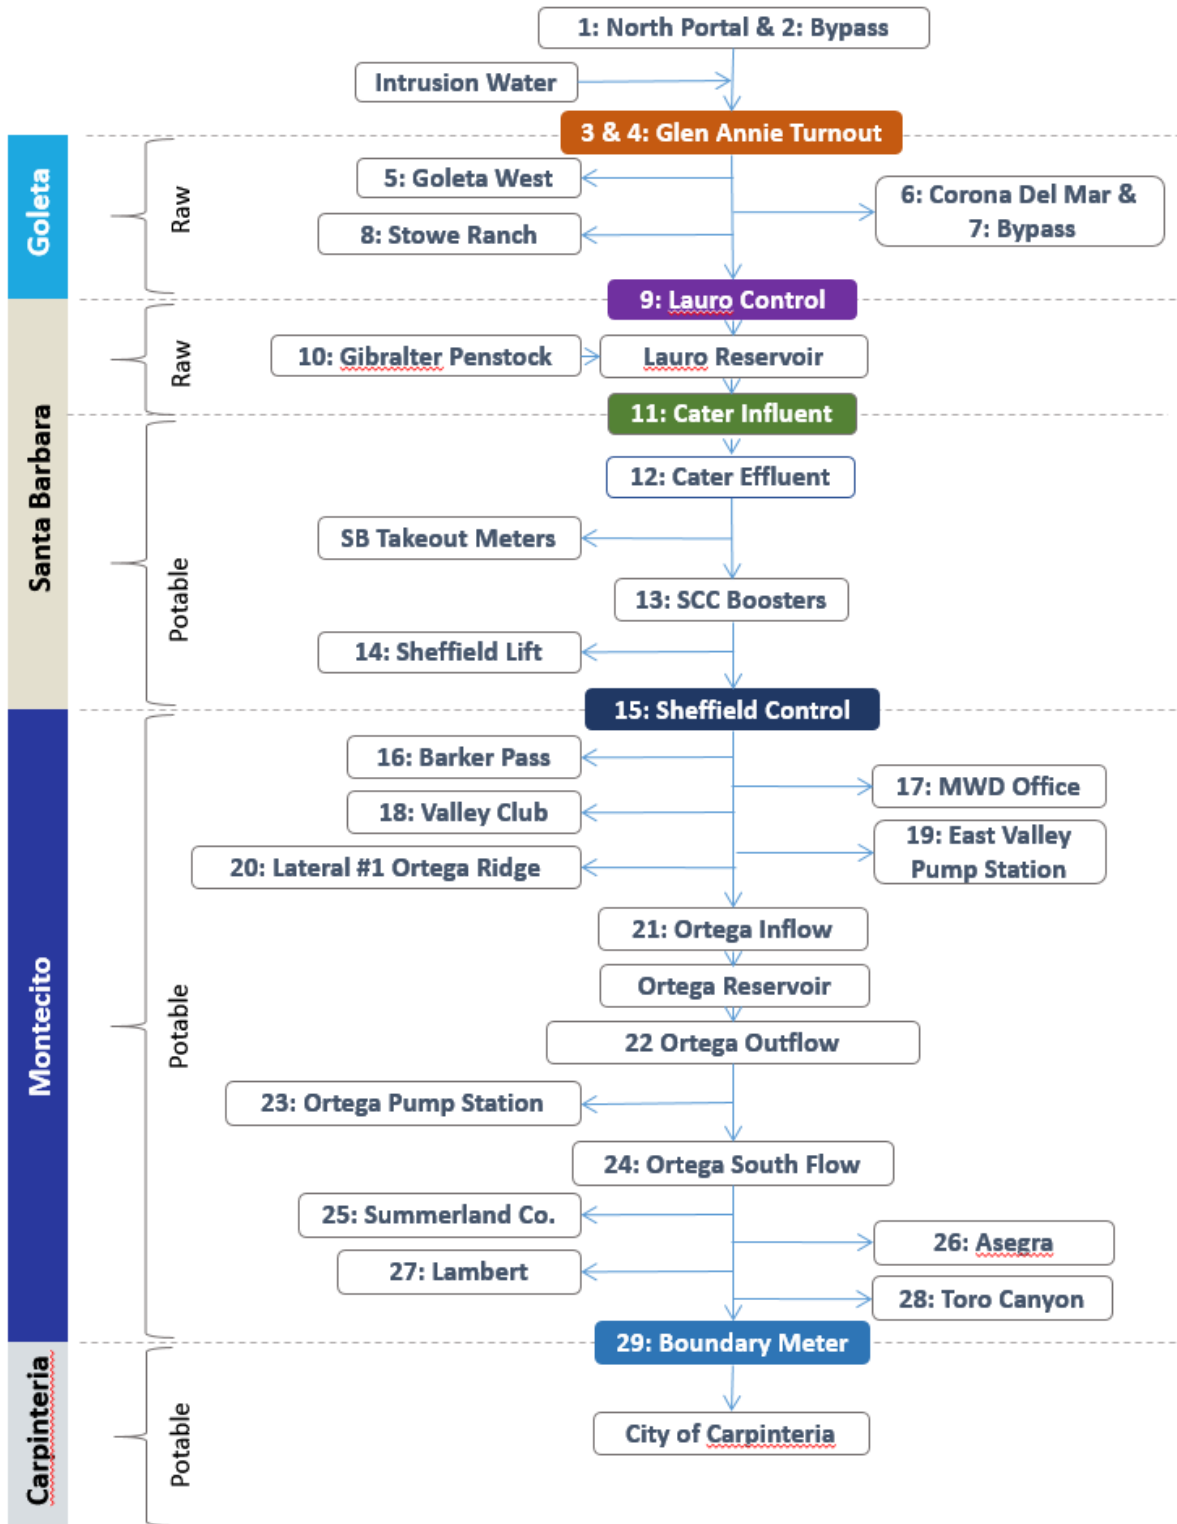 1: North Portal & 2: Bypass
Intrusion Water
3 & 4: Glen Annie Turnout
Goleta
Raw
5: Goleta West
6: Corona Del Mar &
7: Bypass
8: Stowe Ranch
9: Lauro Control
Santa Barbara
Raw
10: Gibralter Penstock
Lauro Reservoir
11: Cater Influent
Potable
12: Cater Effluent
SB Takeout Meters
13: SCC Boosters
14: Sheffield Lift
15: Sheffield Control
Montecito
Potable
16: Barker Pass
17: MWD Office
18: Valley Club
19: East Valley
Pump Station
20: Lateral #1 Ortega Ridge
21: Ortega Inflow
Ortega Reservoir
22 Ortega Outflow
23: Ortega Pump Station
24: Ortega South Flow
25: Summerland Co.
26: Asegra
27: Lambert
28: Toro Canyon
29: Boundary Meter
Carpinteria
Potable
City of Carpinteria